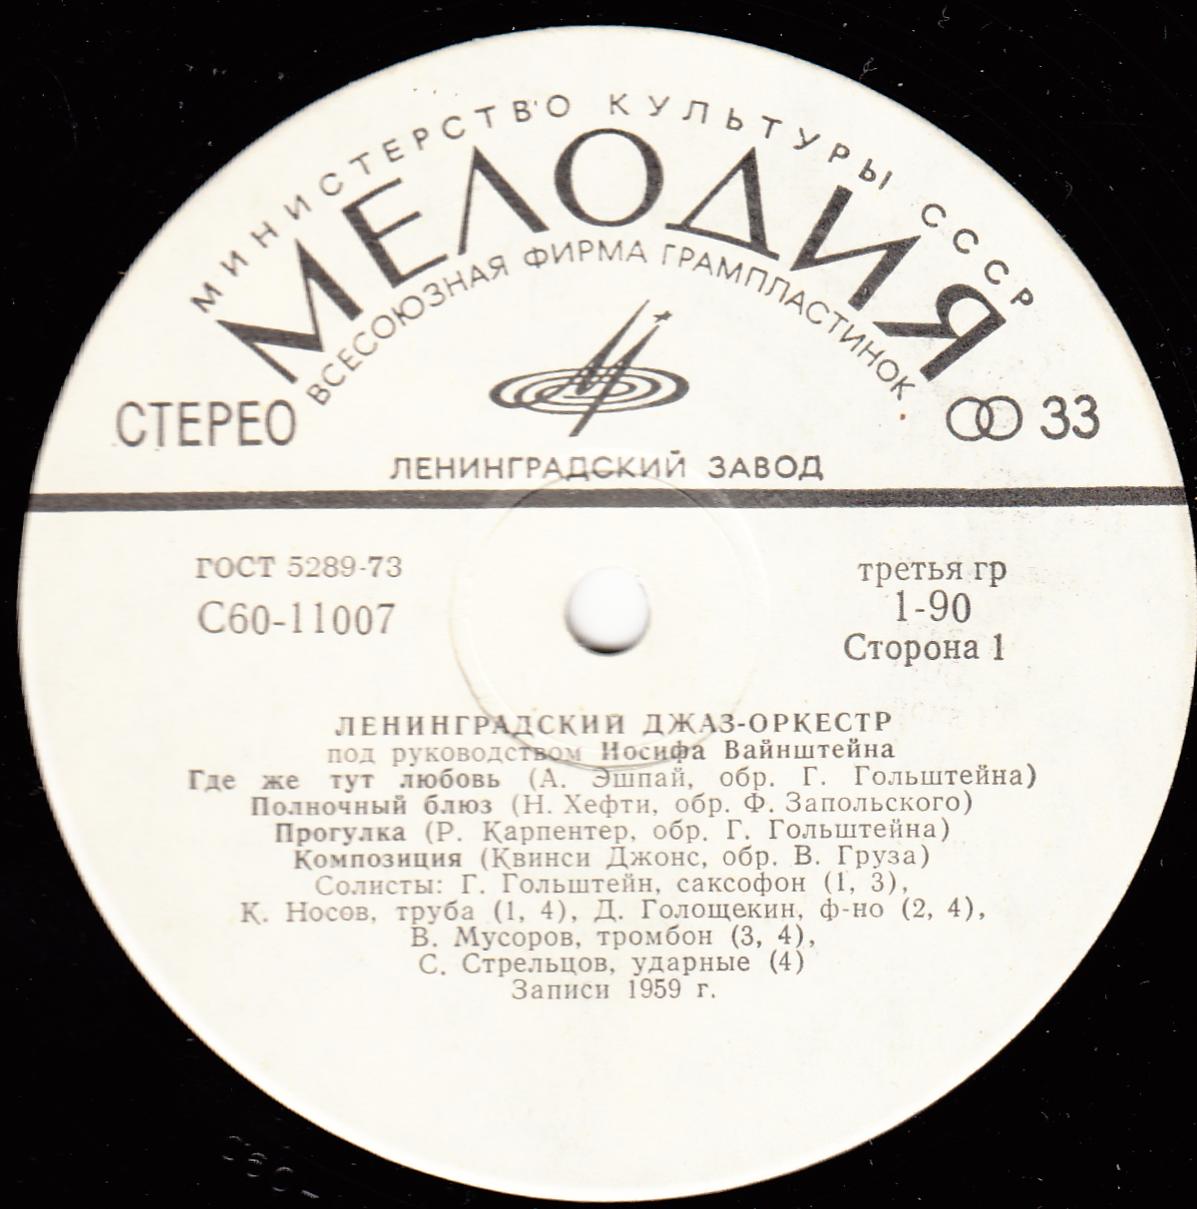 МИНИСТЕРСТВО КУЛЬТУРЫ СССР
МЕЛОДИЯ
ВСЕСОЮЗНАЯ ФИРМА ГРАМПЛАСТИНОК
СТЕРЕО
33
ЛЕНИНГРАДСКИЙ ЗАВОД
ГОСТ 5289-73
С60-11007
третья гр
1-90
Сторона 1
ЛЕНИНГРАДСКИЙ ДЖАЗ-ОРКЕСТР
под руководством Иосифа Вайнштейна
Где же тут любовь (А. Эшпай, обр. Г. Гольштейна)
Полночный блюз (Н. Хефти, обр. Ф. Запольского)
Прогулка (Р. Карпентер, обр. Г. Гольштейна)
Композиция (Квинси Джонс, обр. В. Груза)
Солисты: Г. Гольштейн, саксофон (1, 3),
К. Носов, труба (1, 4), Д. Голощекин, ф-но (2, 4),
В. Мусоров, тромбон (3, 4),
С. Стрельцов, ударные (4)
Записи 1959 г.